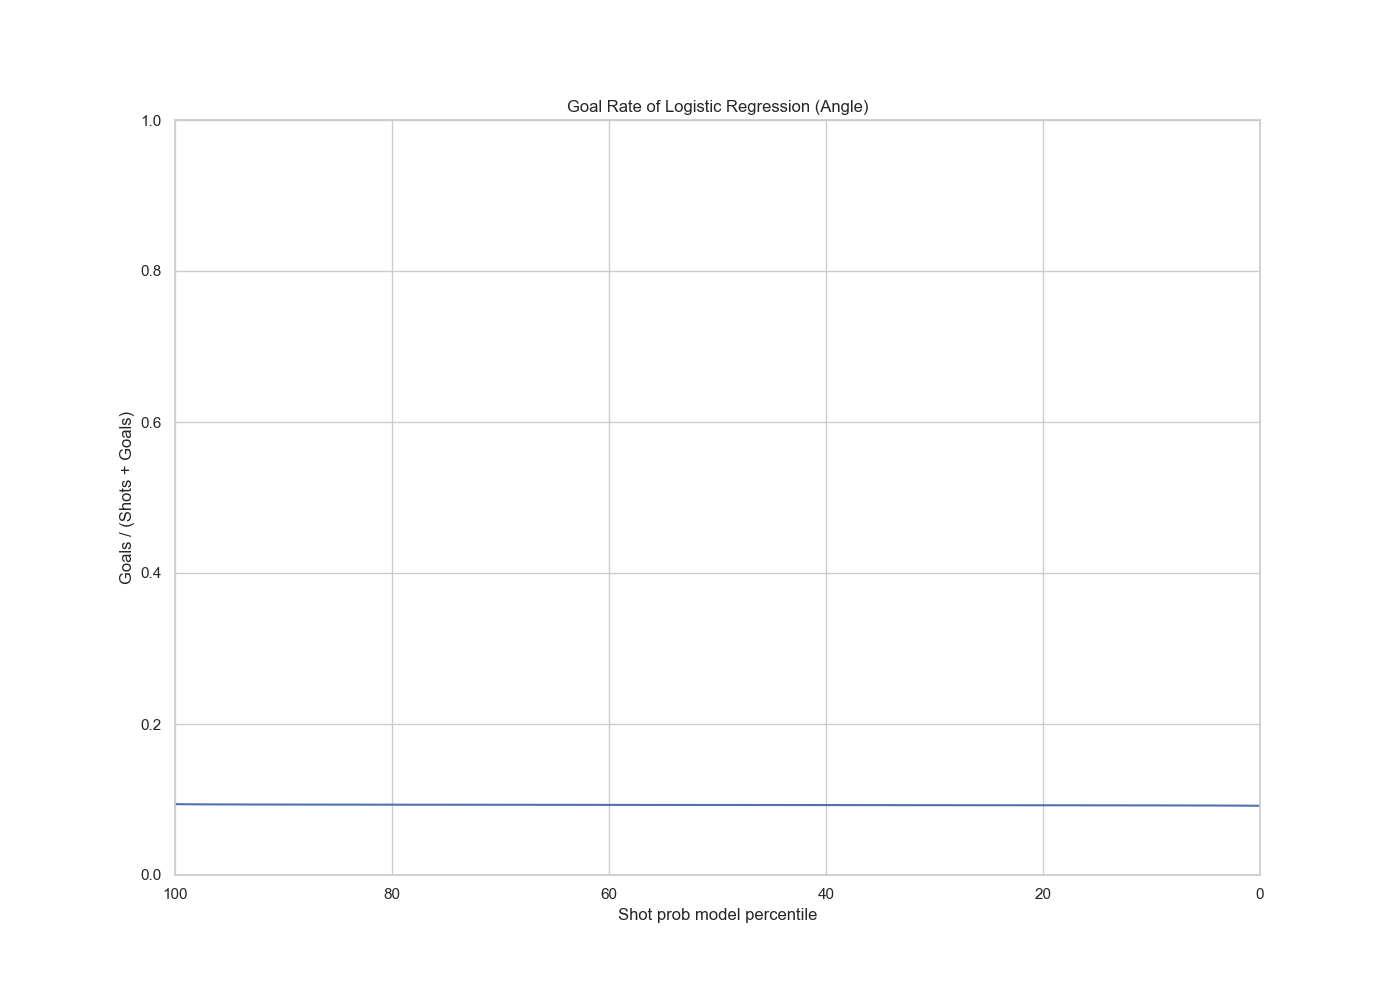 Goal Rate of Logistic Regression (Angle)
1.0
0.8
0.6
0.4
0.2
0.0
Goals / (Shots + Goals)
100 80 60 40 20 0
Shot prob model percentile